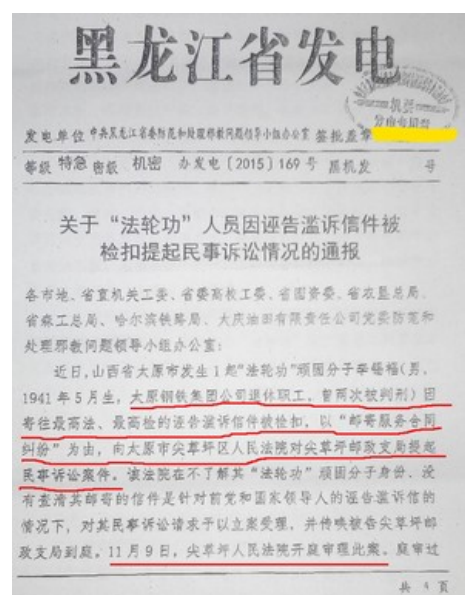 黑龙江省发电
机要
分电专用章
发电单位 中共黑龙江省委防范和处理邪教问题领导小组办公室 签批盖章
等级 特急 密级 机密 办发电〔2015〕169号 黑机发 号
关于“法轮功”人员因诬告滥诉信件被
检扣提起民事诉讼情况的通报
各市地、省直机关工委、省委高校工委、省国资委、省农垦总局、
省森工总局、哈尔滨铁路局、大庆油田有限责任公司党委防范和
处理邪教问题领导小组办公室：
近日，山西省太原市发生1起“法轮功”顽固分子李福（男，
1941年5月生，太原钢铁集团公司退休职工，曾两次被判刑）因
寄往最高法、最高检的诬告滥诉信件被检扣，以“邮寄服务合同
纠纷”为由，向太原市尖草坪区人民法院对尖草坪邮政支局提起
民事诉讼案件。该法院在不了解其“法轮功”顽固分子身份、没
有查清其邮寄的信件是针对前党和国家领导人的诬告滥诉信的
情况下，对其民事诉讼请求予以立案受理，并传唤被告尖草坪邮
政支局到庭。11月9日，尖草坪人民法院开庭审理此案。庭审过
共 4 页